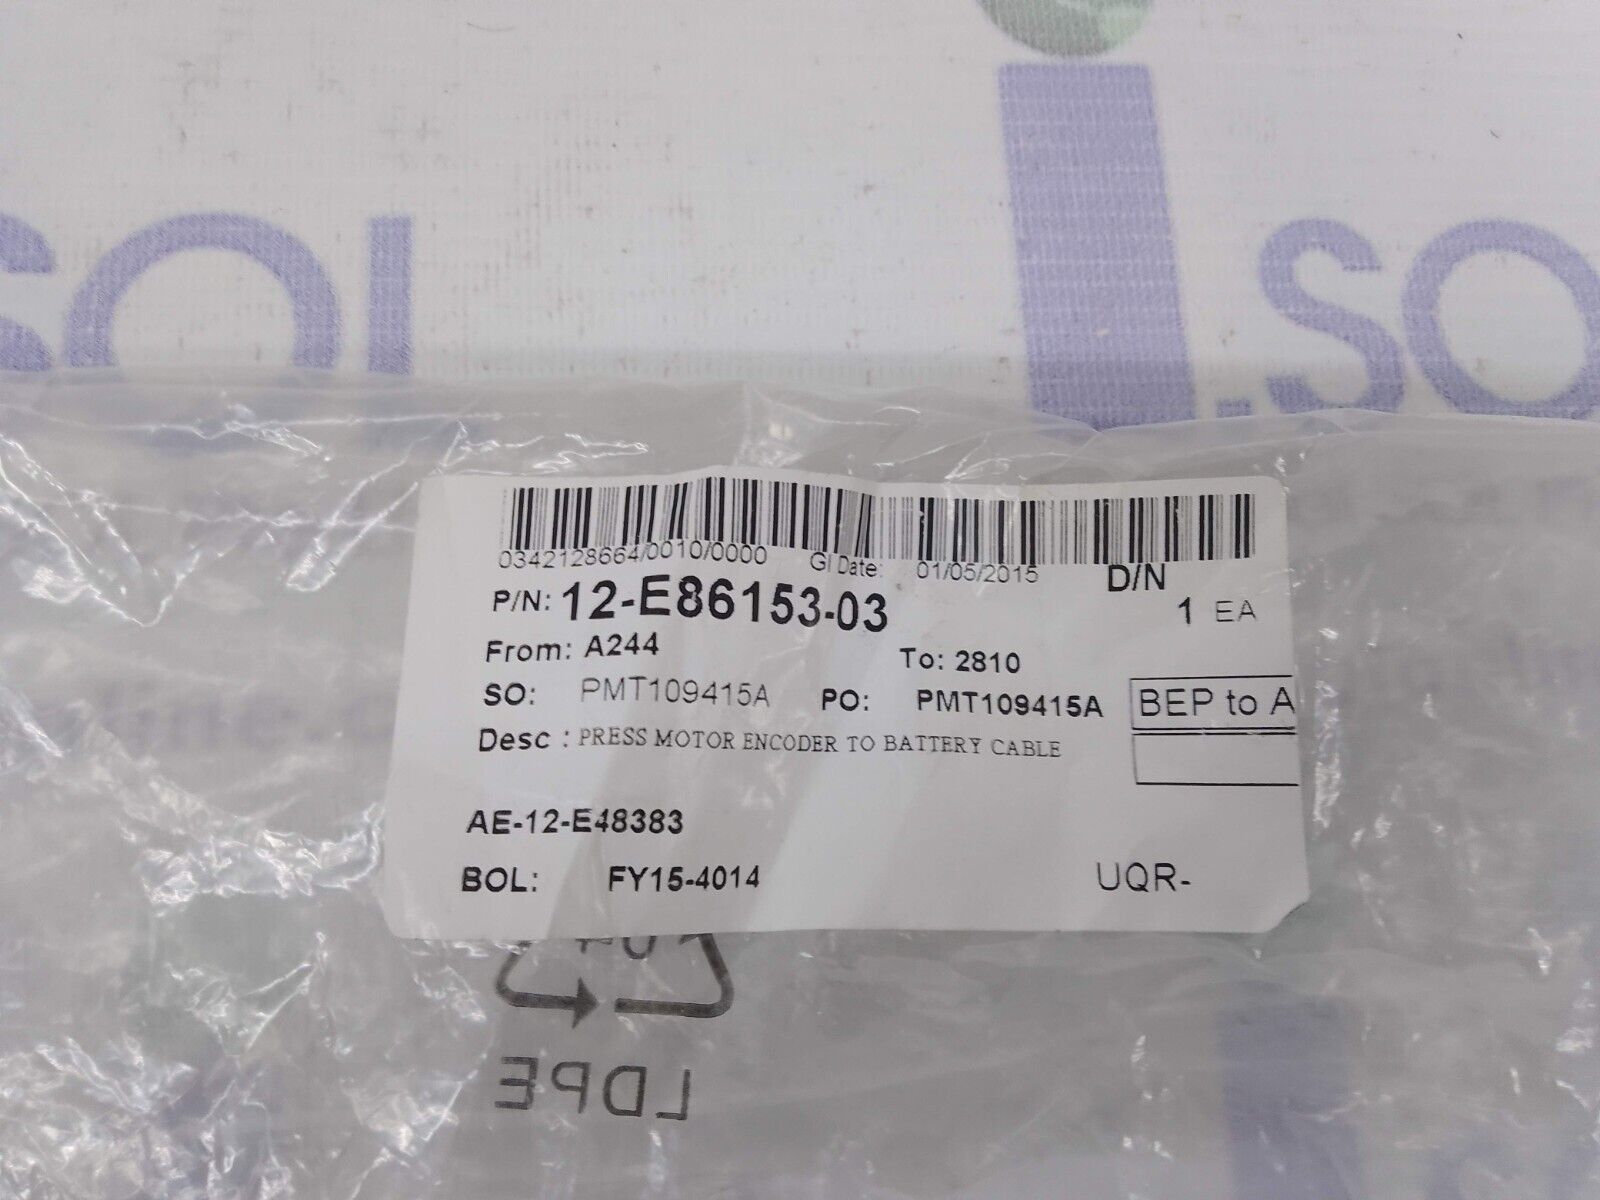 i.sol
i.so
0342128664/0010/0000 GI Date: 01/05/2015 D/N
P/N: 12-E86153-03 1 EA
From: A244 To: 2810
SO: PMT109415A PO: PMT109415A BEP to A
Desc : PRESS MOTOR ENCODER TO BATTERY CABLE
AE-12-E48383
BOL: FY15-4014 UQR-
LDPE